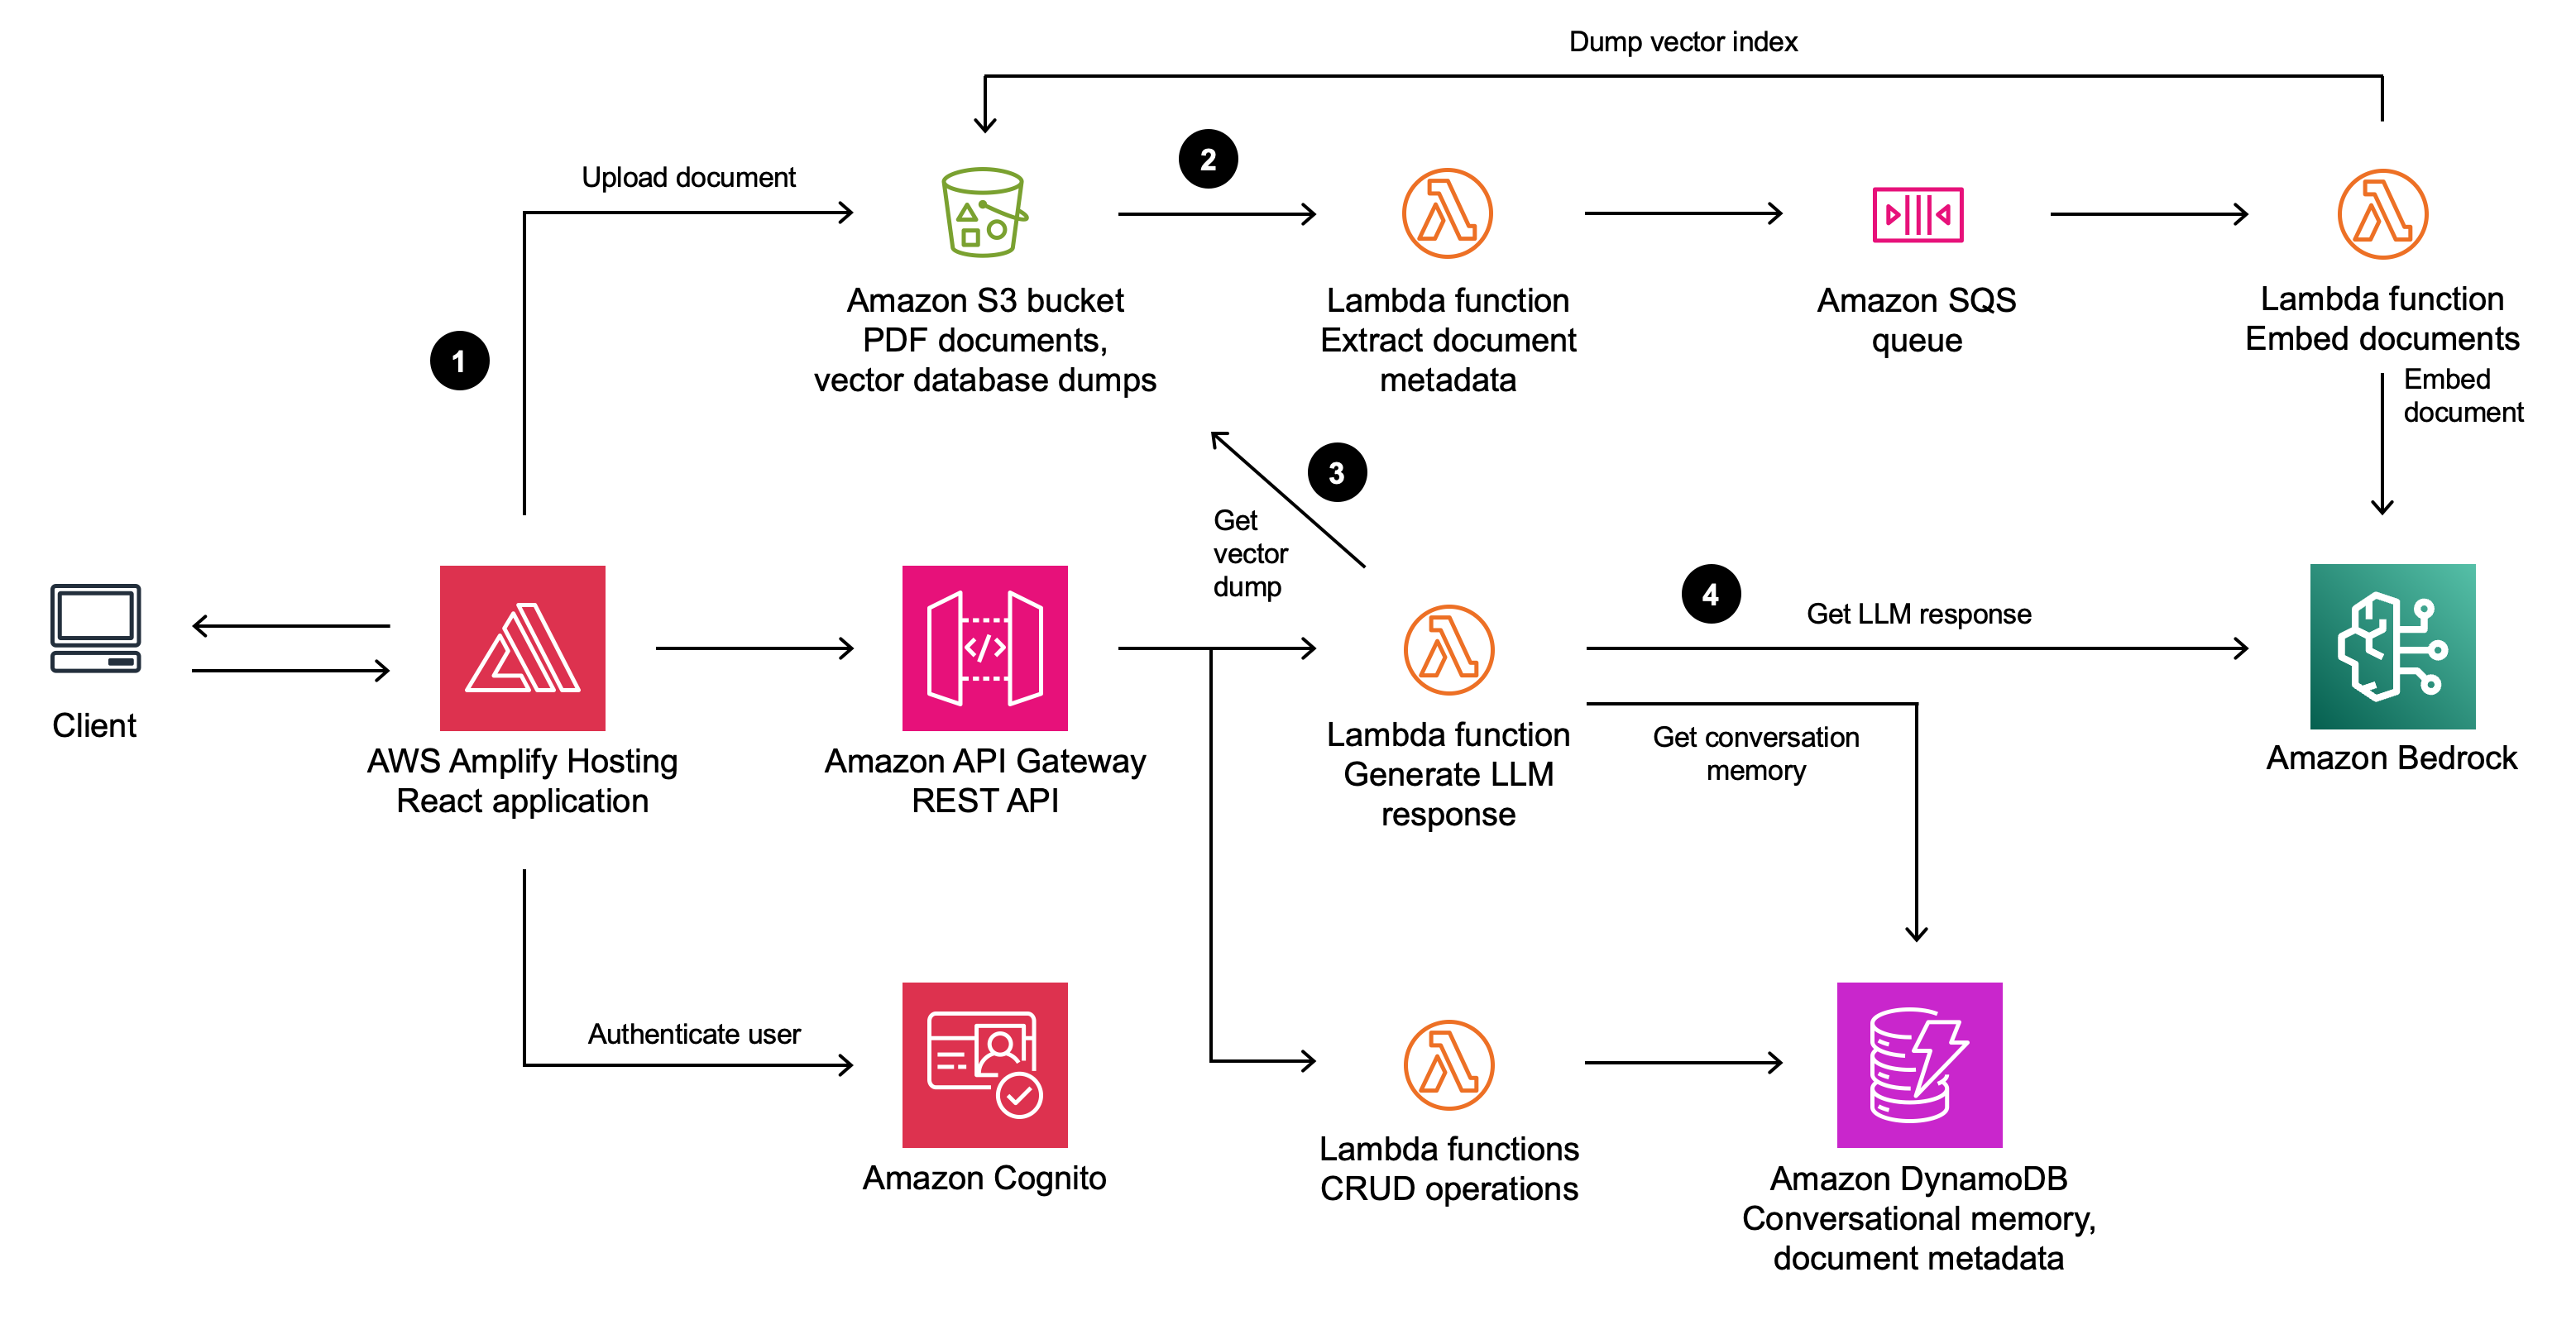 Dump vector index
Upload document
2
Amazon S3 bucket
PDF documents,
vector database dumps
Lambda function
Extract document
metadata
Amazon SQS
queue
Lambda function
Embed documents
Embed
document
1
3
Get
vector
dump
4
Get LLM response
Client
AWS Amplify Hosting
React application
</>
Amazon API Gateway
REST API
Lambda function
Generate LLM
response
Get conversation
memory
Amazon Bedrock
Authenticate user
Amazon Cognito
Lambda functions
CRUD operations
Amazon DynamoDB
Conversational memory,
document metadata